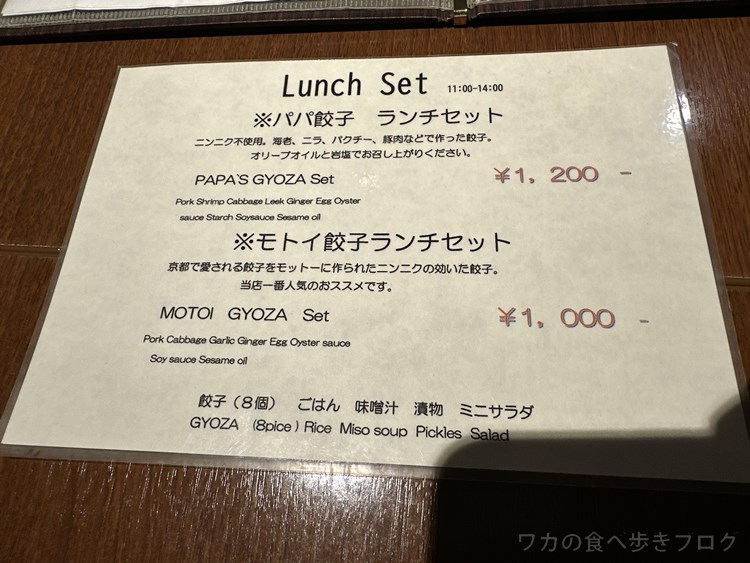 Lunch Set 11:00-14:00
※パパ餃子 ランチセット
ニンニク不使用。海老、ニラ、パクチー、豚肉などで作った餃子。
オリーブオイルと岩塩でお召し上がりください。
PAPA'S GYOZA Set ¥1, 200 -
Pork Shrimp Cabbage Leek Ginger Egg Oyster
sauce Starch Soysauce Sesame oil
※モトイ餃子ランチセット
京都で愛される餃子をモットーに作られたニンニクの効いた餃子。
当店一番人気のおススメです。
MOTOI GYOZA Set ¥1, 000 -
Pork Cabbage Garlic Ginger Egg Oyster sauce
Soy sauce Sesame oil
餃子（8個） ごはん 味噌汁 漬物 ミニサラダ
GYOZA (8pice) Rice Miso soup Pickles Salad
ワカの食べ歩きブログ